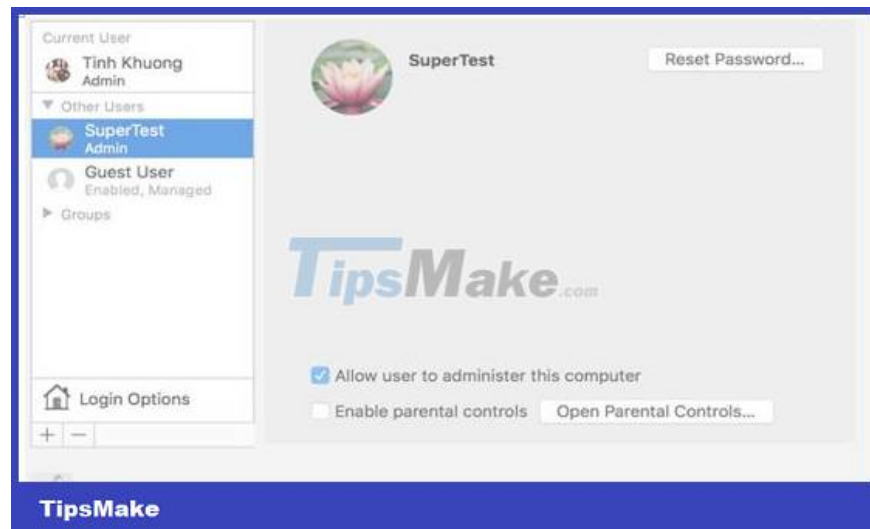 Current User
Tinh Khuong
Admin
Other Users
SuperTest
Admin
Guest User
Enabled, Managed
Groups
Login Options
+ −
SuperTest
Reset Password...
TipsMake.com
Allow user to administer this computer
Enable parental controls
Open Parental Controls...
TipsMake